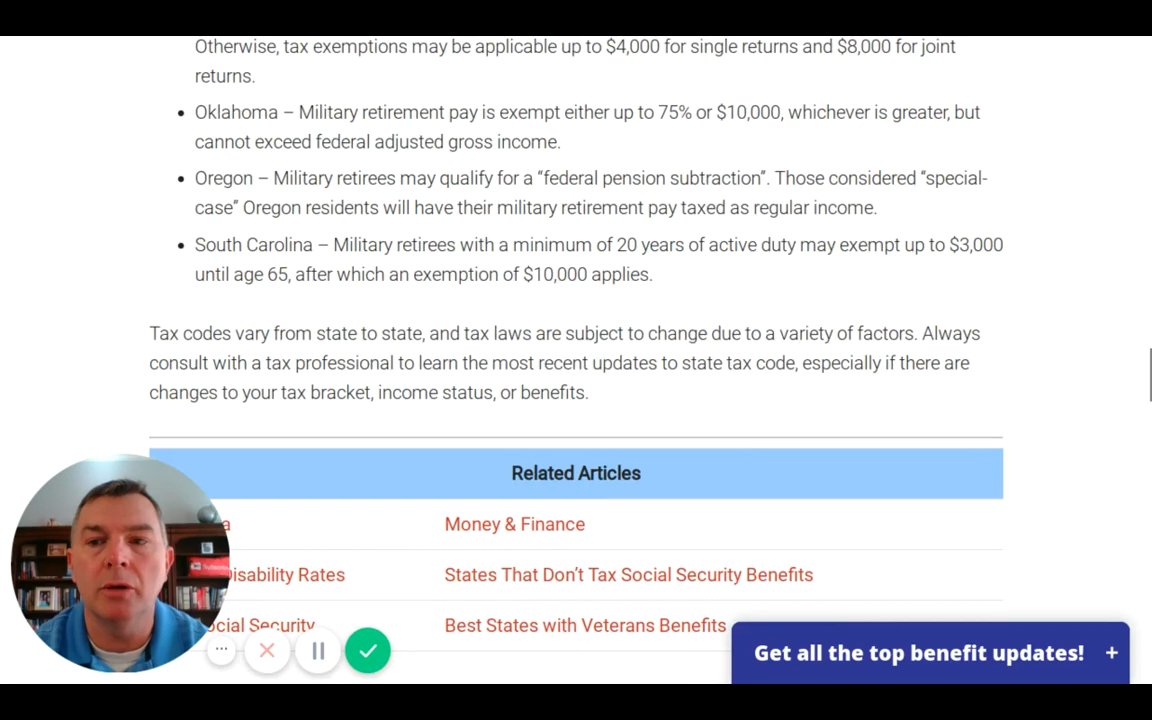 Otherwise, tax exemptions may be applicable up to $4,000 for single returns and $8,000 for joint
returns.
• Oklahoma – Military retirement pay is exempt either up to 75% or $10,000, whichever is greater, but
cannot exceed federal adjusted gross income.
• Oregon – Military retirees may qualify for a “federal pension subtraction”. Those considered “special-
case” Oregon residents will have their military retirement pay taxed as regular income.
• South Carolina – Military retirees with a minimum of 20 years of active duty may exempt up to $3,000
until age 65, after which an exemption of $10,000 applies.
Tax codes vary from state to state, and tax laws are subject to change due to a variety of factors. Always
consult with a tax professional to learn the most recent updates to state tax code, especially if there are
changes to your tax bracket, income status, or benefits.
Related Articles
a Money & Finance
Disability Rates States That Don’t Tax Social Security Benefits
ocial Security Best States with Veterans Benefits
Get all the top benefit updates! +